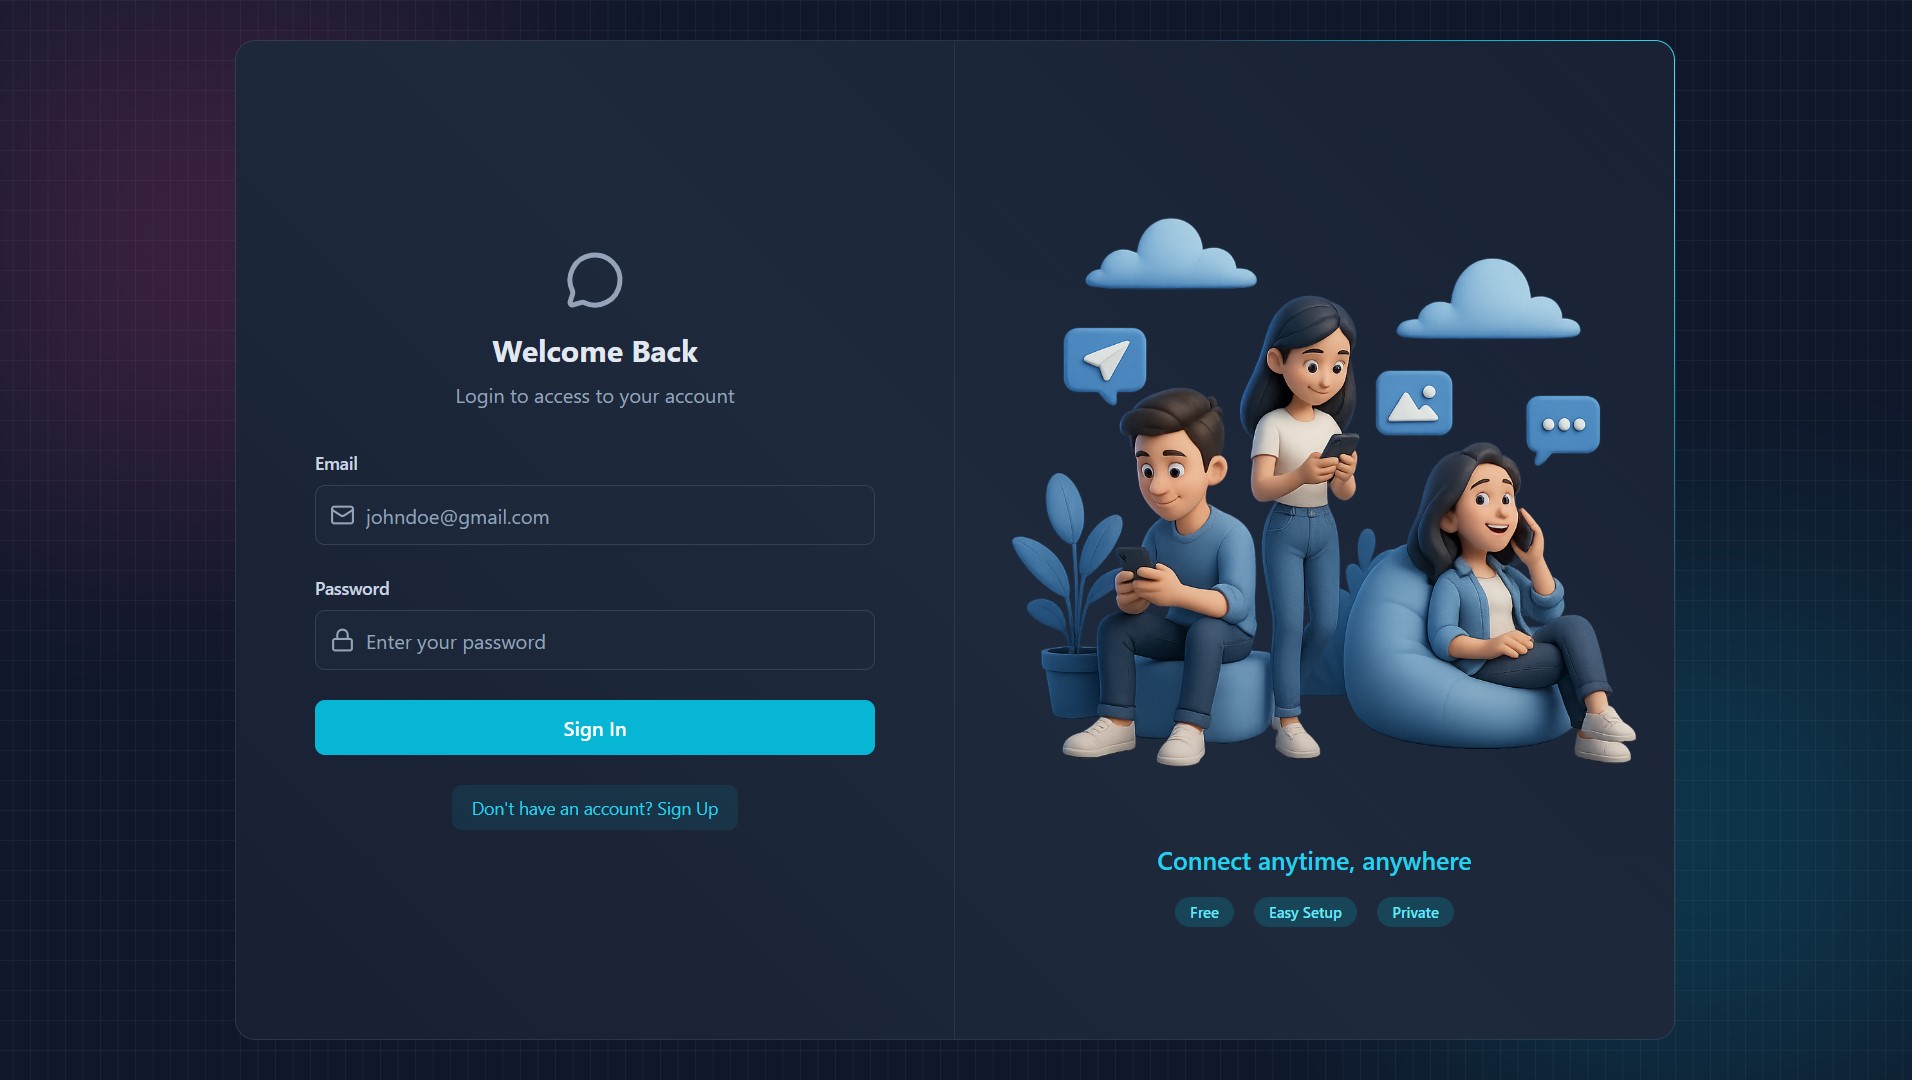 Welcome Back
Login to access to your account
Email
johndoe@gmail.com
Password
Enter your password
Sign In
Don't have an account? Sign Up
Connect anytime, anywhere
Free
Easy Setup
Private